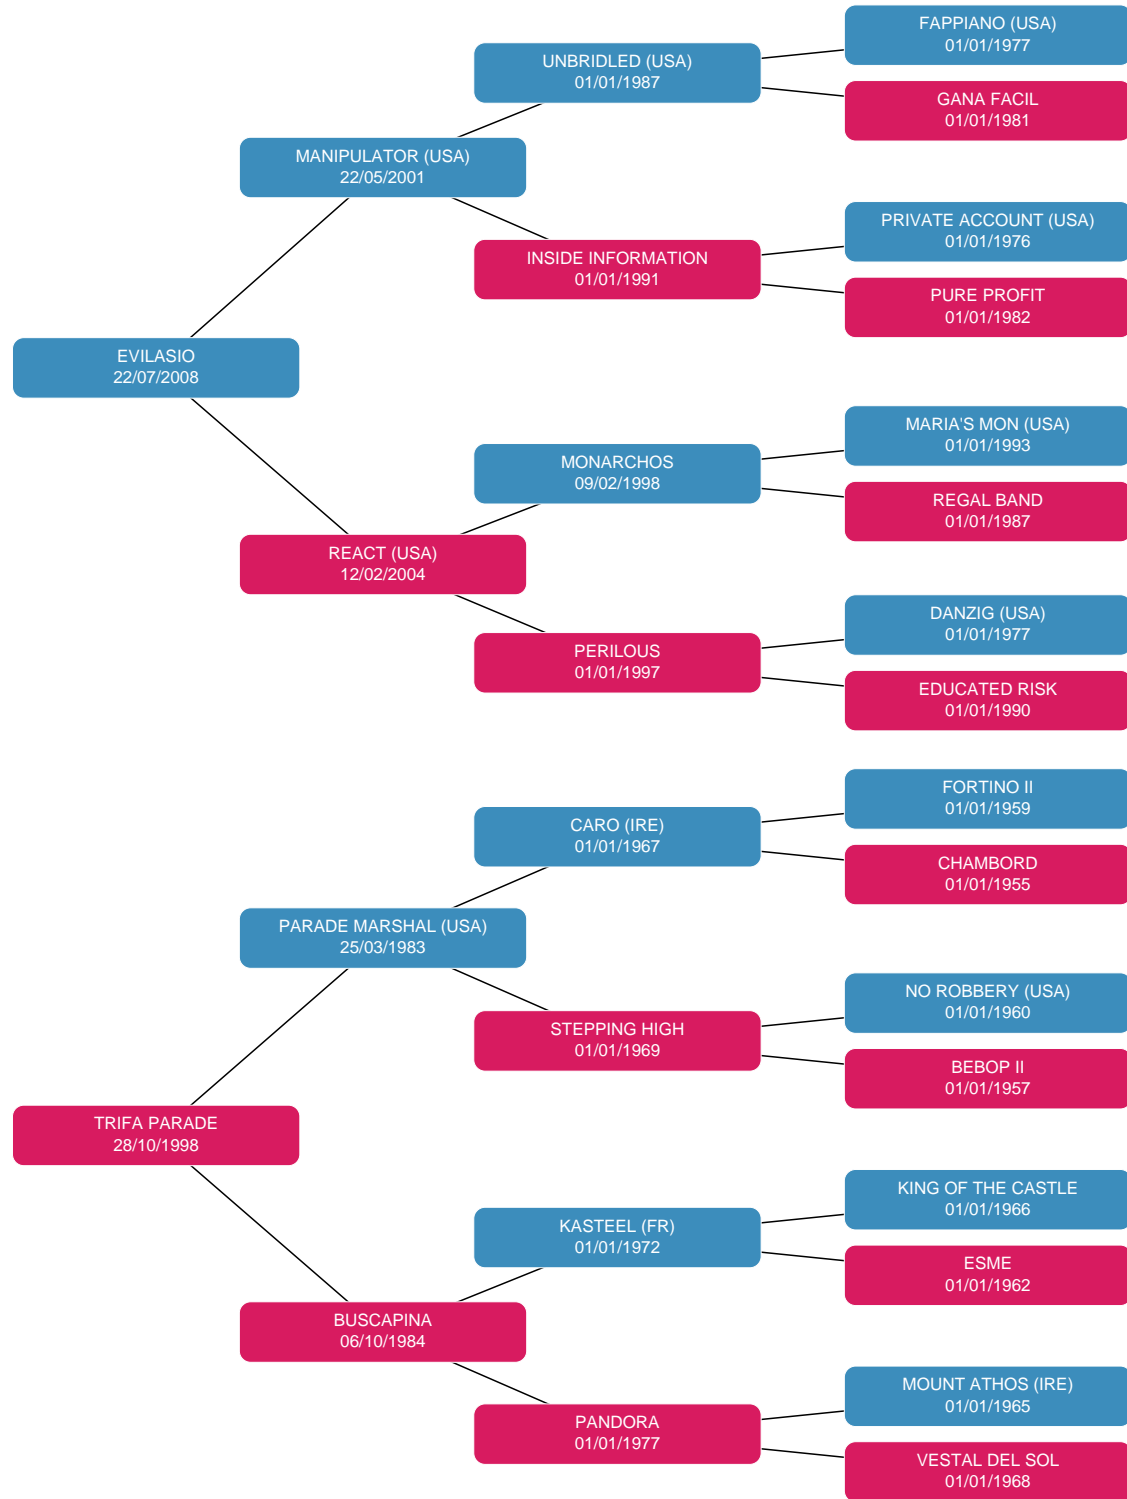 FAPPIANO (USA)
01/01/1977
UNBRIDLED (USA)
01/01/1987
GANA FACIL
01/01/1981
MANIPULATOR (USA)
22/05/2001
PRIVATE ACCOUNT (USA)
01/01/1976
INSIDE INFORMATION
01/01/1991
PURE PROFIT
01/01/1982
EVILASIO
22/07/2008
MARIA'S MON (USA)
01/01/1993
MONARCHOS
09/02/1998
REGAL BAND
01/01/1987
REACT (USA)
12/02/2004
DANZIG (USA)
01/01/1977
PERILOUS
01/01/1997
EDUCATED RISK
01/01/1990
FORTINO II
01/01/1959
CARO (IRE)
01/01/1967
CHAMBORD
01/01/1955
PARADE MARSHAL (USA)
25/03/1983
NO ROBBERY (USA)
01/01/1960
STEPPING HIGH
01/01/1969
BEBOP II
01/01/1957
TRIFA PARADE
28/10/1998
KING OF THE CASTLE
01/01/1966
KASTEEL (FR)
01/01/1972
ESME
01/01/1962
BUSCAPINA
06/10/1984
MOUNT ATHOS (IRE)
01/01/1965
PANDORA
01/01/1977
VESTAL DEL SOL
01/01/1968